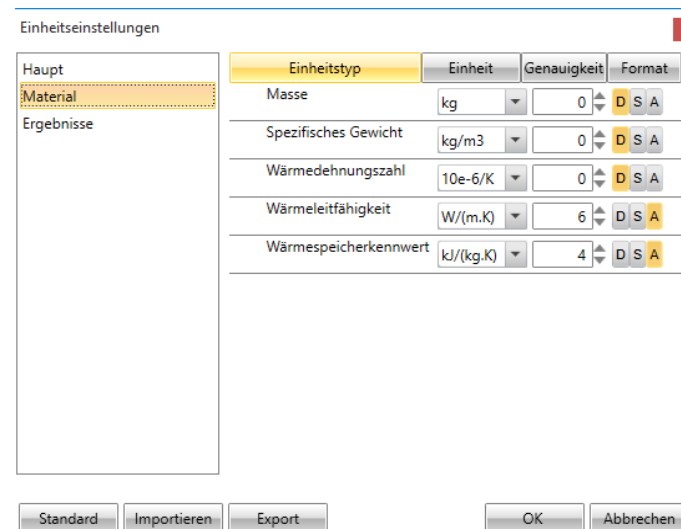 Einheitseinstellungen
Haupt
Material
Ergebnisse
Einheitstyp Einheit Genauigkeit Format
Masse kg 0 D S A
Spezifisches Gewicht kg/m3 0 D S A
Wärmedehnungszahl 10e-6/K 0 D S A
Wärmeleitfähigkeit W/(m.K) 6 D S A
Wärmespeicherkennwert kJ/(kg.K) 4 D S A
Standard Importieren Export OK Abbrechen